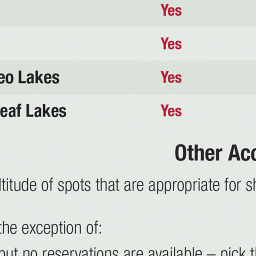 Yes
Yes
eo Lakes Yes
eaf Lakes Yes
Other Acc
ltitude of spots that are appropriate for sh
the exception of:
but no reservations are available – pick th